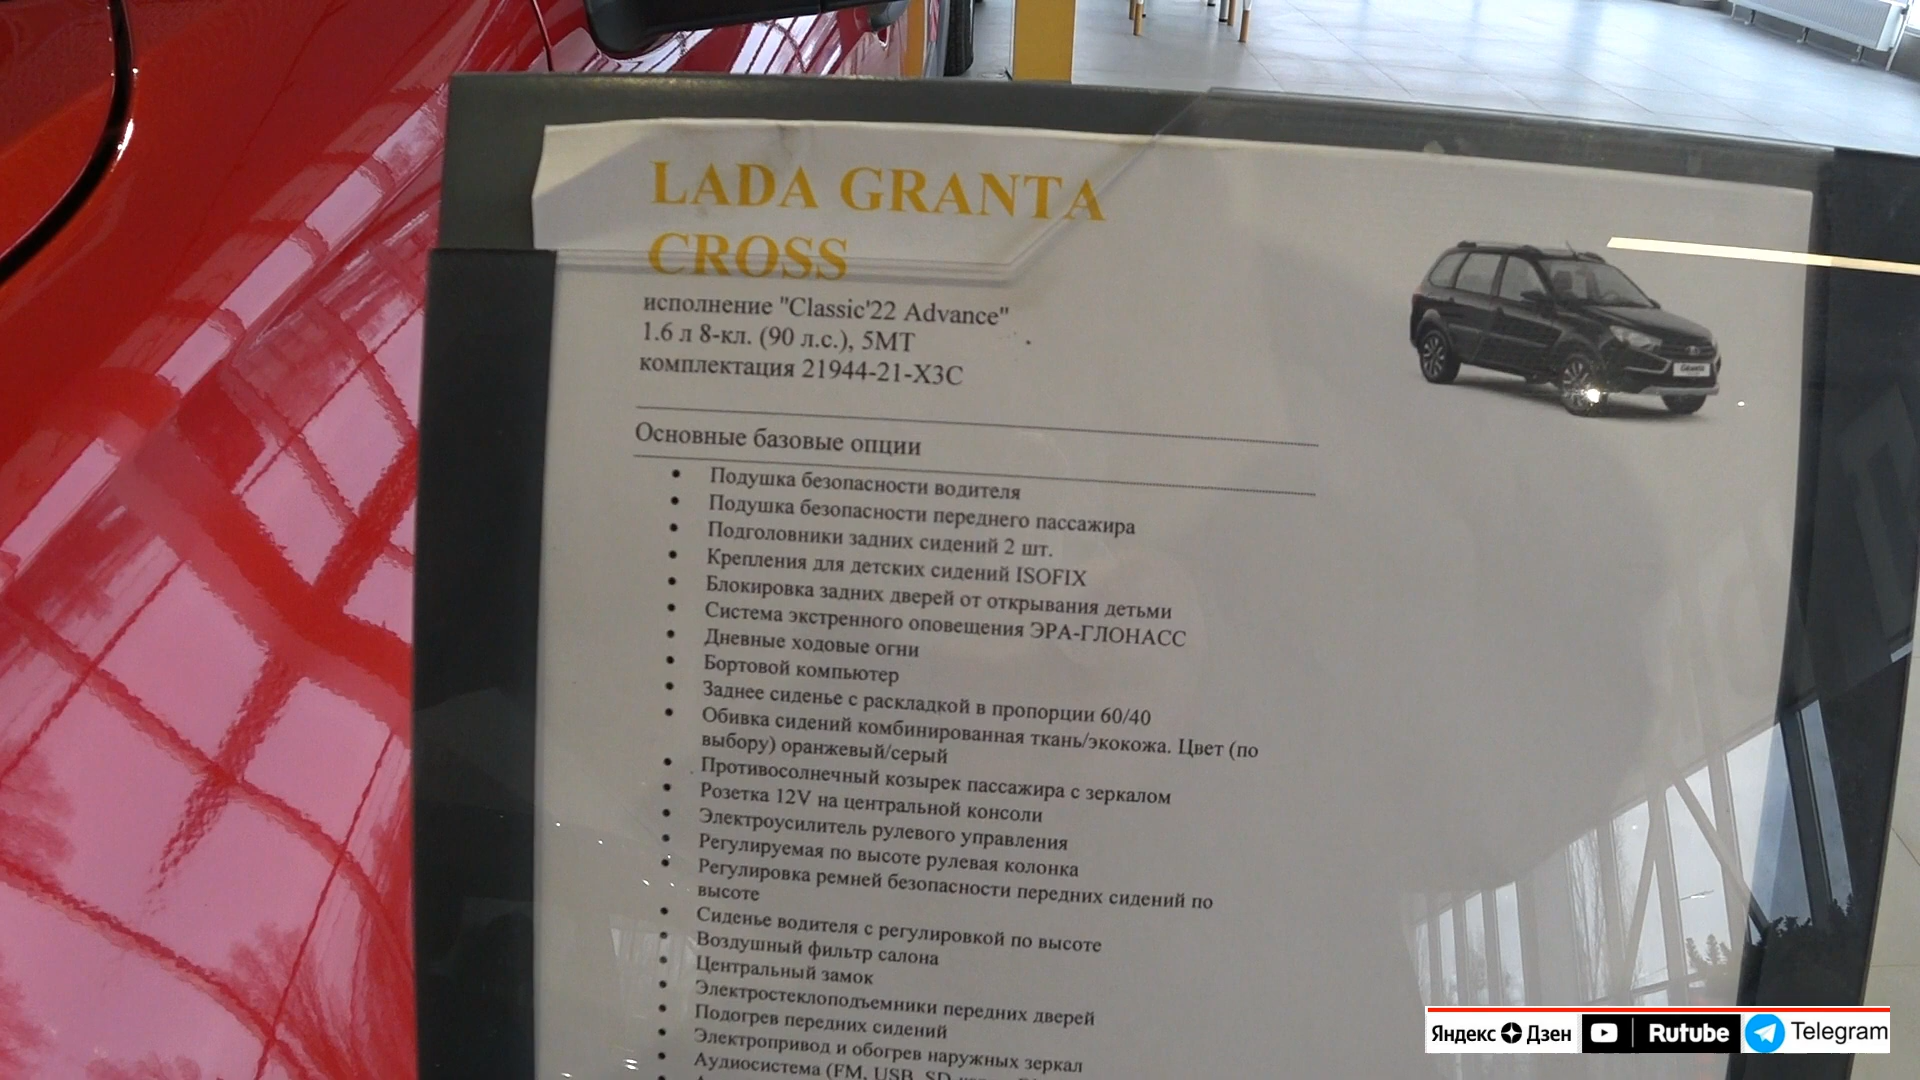 LADA GRANTA
CROSS
исполнение "Classic'22 Advance"
1.6 л 8-кл. (90 л.с.), 5МТ
комплектация 21944-21-X3C
Основные базовые опции
• Подушка безопасности водителя
• Подушка безопасности переднего пассажира
• Подголовники задних сидений 2 шт.
• Крепления для детских сидений ISOFIX
• Блокировка задних дверей от открывания детьми
• Система экстренного оповещения ЭРА-ГЛОНАСС
• Дневные ходовые огни
• Бортовой компьютер
• Заднее сиденье с раскладкой в пропорции 60/40
• Обивка сидений комбинированная ткань/экокожа. Цвет (по
выбору) оранжевый/серый
• Противосолнечный козырек пассажира с зеркалом
• Розетка 12V на центральной консоли
• Электроусилитель рулевого управления
• Регулируемая по высоте рулевая колонка
• Регулировка ремней безопасности передних сидений по
высоте
• Сиденье водителя с регулировкой по высоте
• Воздушный фильтр салона
• Центральный замок
• Электростеклоподъемники передних дверей
• Подогрев передних сидений
• Электропривод и обогрев наружных зеркал
• Аудиосистема (FM, USB, SD
Яндекс Дзен Rutube Telegram